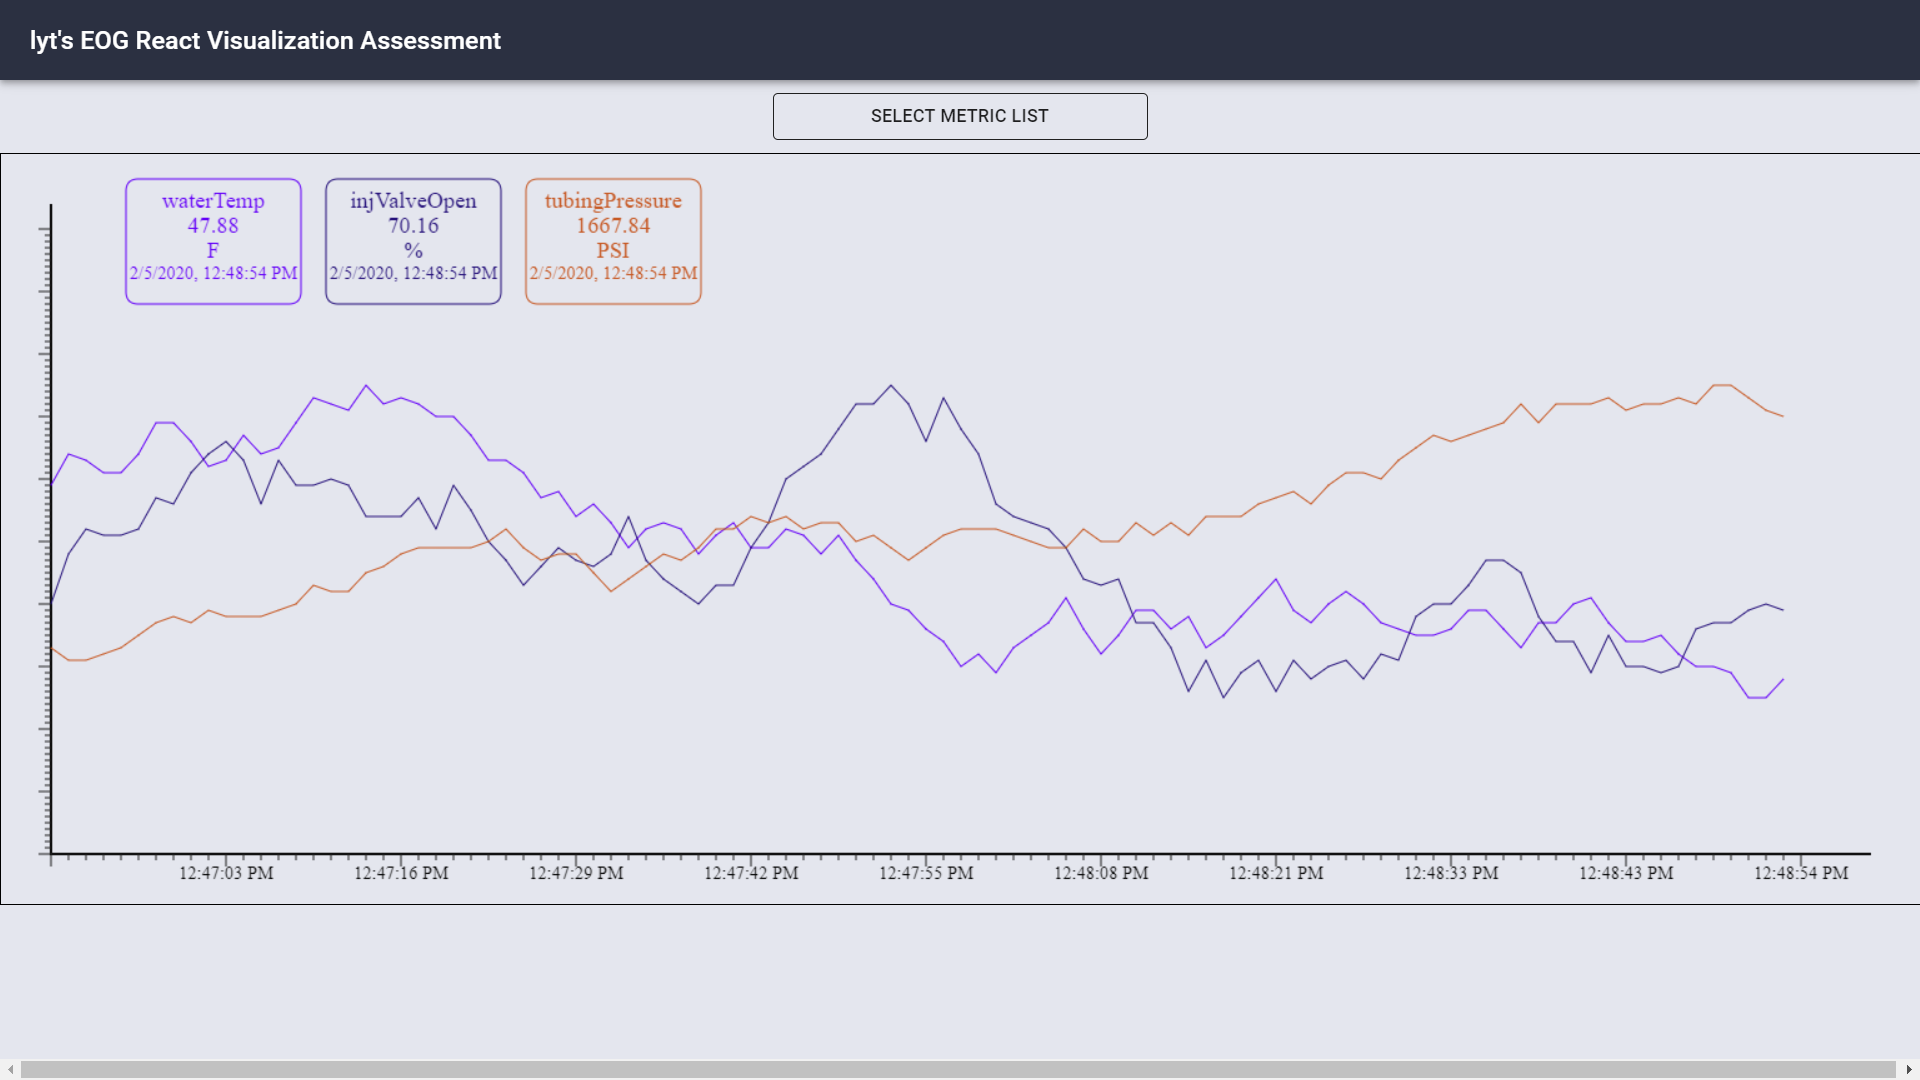 lyt's EOG React Visualization Assessment
SELECT METRIC LIST
waterTemp
47.88
F
2/5/2020, 12:48:54 PM
injValveOpen
70.16
%
2/5/2020, 12:48:54 PM
tubingPressure
1667.84
PSI
2/5/2020, 12:48:54 PM
12:47:03 PM
12:47:16 PM
12:47:29 PM
12:47:42 PM
12:47:55 PM
12:48:08 PM
12:48:21 PM
12:48:33 PM
12:48:43 PM
12:48:54 PM